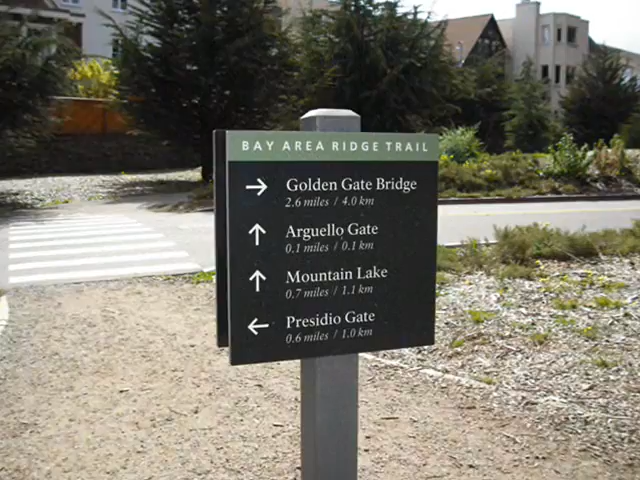 BAY AREA RIDGE TRAIL
→ Golden Gate Bridge
2.6 miles / 4.0 km
↑ Arguello Gate
0.1 miles / 0.1 km
↑ Mountain Lake
0.7 miles / 1.1 km
← Presidio Gate
0.6 miles / 1.0 km